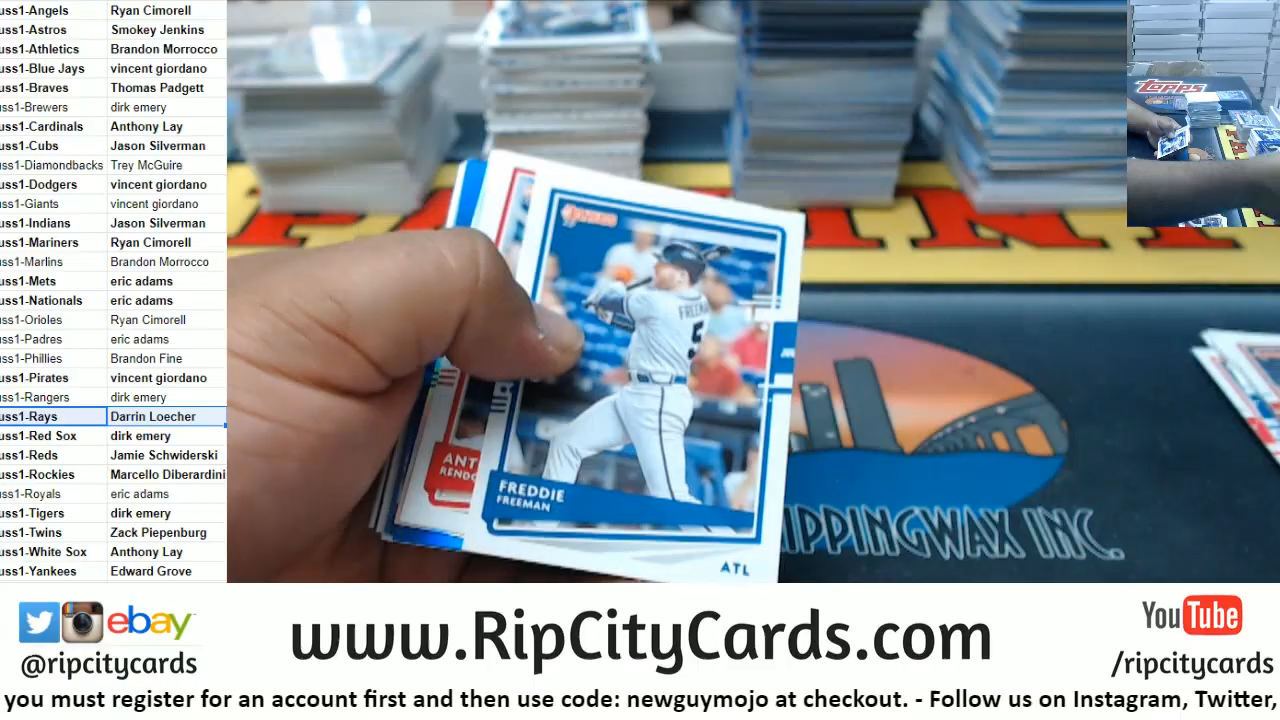 uss1-Angels Ryan Cimorell
uss1-Astros Smokey Jenkins
uss1-Athletics Brandon Morrocco
uss1-Blue Jays vincent giordano
uss1-Braves Thomas Padgett
uss1-Brewers dirk emery
uss1-Cardinals Anthony Lay
uss1-Cubs Jason Silverman
uss1-Diamondbacks Trey McGuire
uss1-Dodgers vincent giordano
uss1-Giants vincent giordano
uss1-Indians Jason Silverman
uss1-Mariners Ryan Cimorell
uss1-Marlins Brandon Morrocco
uss1-Mets eric adams
uss1-Nationals eric adams
uss1-Orioles Ryan Cimorell
uss1-Padres eric adams
uss1-Phillies Brandon Fine
uss1-Pirates vincent giordano
uss1-Rangers dirk emery
uss1-Rays Darrin Loecher
uss1-Red Sox dirk emery
uss1-Reds Jamie Schwiderski
uss1-Rockies Marcello Diberardini
uss1-Royals eric adams
uss1-Tigers dirk emery
uss1-Twins Zack Piepenburg
uss1-White Sox Anthony Lay
uss1-Yankees Edward Grove
topps
Donruss
FREEMAN
5
ANT
RENDO
FREDDIE
FREEMAN
ATL
IPPINGWAX INC.
ebay
@ripcitycards
www.RipCityCards.com
YouTube
/ripcitycards
you must register for an account first and then use code: newguymojo at checkout. - Follow us on Instagram, Twitter,